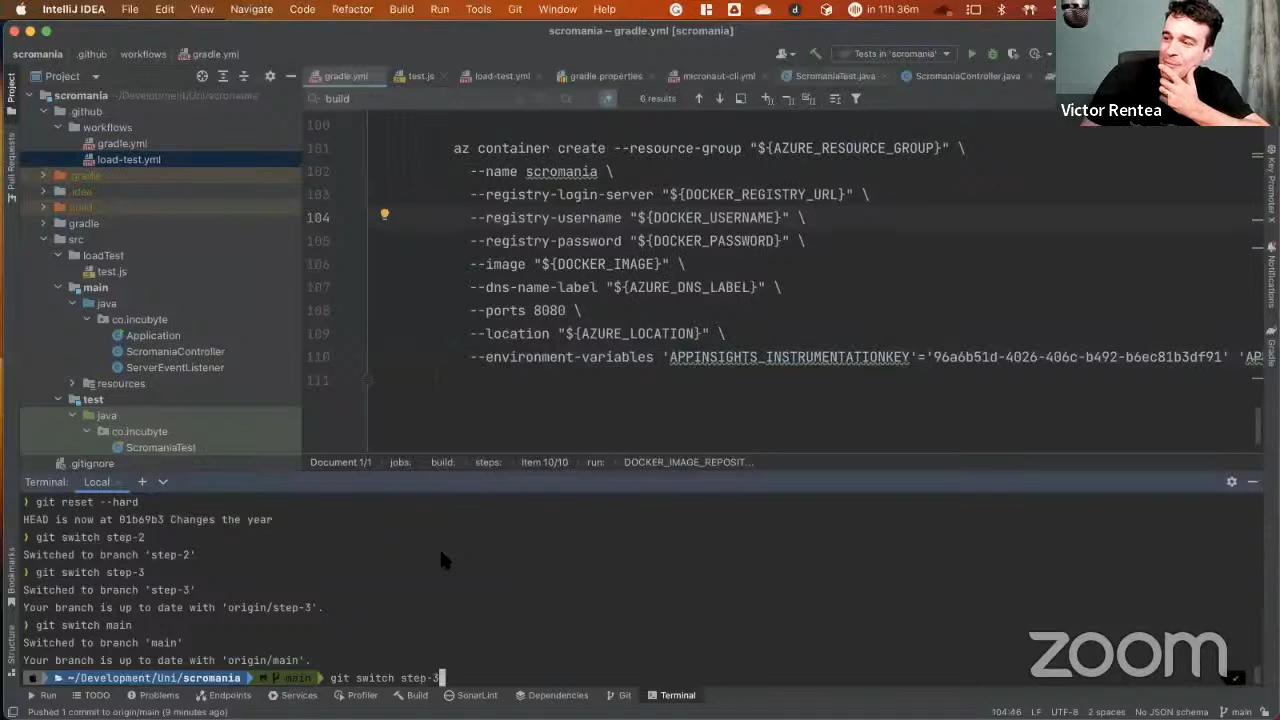 IntelliJ IDEA File Edit View Navigate Code Refactor Build Run Tools Git Window Help in 11h 36m
scromania – gradle.yml [scromania]
scromania .github workflows gradle.yml Tests in 'scromania'
Victor Rentea
Project
gradle.yml test.js load-test.yml gradle.properties micronaut-cli.yml ScromaniaTest.java ScromaniaController.java
scromania ~/Development/Uni/scromania
build 6 results
.github
workflows
gradle.yml
load-test.yml
.gradle
.idea
build
gradle
src
loadTest
test.js
main
java
co.incubyte
Application
ScromaniaController
ServerEventListener
resources
test
java
co.incubyte
ScromaniaTest
.gitignore
100
101 az container create --resource-group "${AZURE_RESOURCE_GROUP}" \
102 --name scromania \
103 --registry-login-server "${DOCKER_REGISTRY_URL}" \
104 --registry-username "${DOCKER_USERNAME}" \
105 --registry-password "${DOCKER_PASSWORD}" \
106 --image "${DOCKER_IMAGE}" \
107 --dns-name-label "${AZURE_DNS_LABEL}" \
108 --ports 8080 \
109 --location "${AZURE_LOCATION}" \
110 --environment-variables 'APPINSIGHTS_INSTRUMENTATIONKEY'='96a6b51d-4026-406c-b492-b6ec81b3df91' 'AP
111
Document 1/1 jobs: build: steps: Item 10/10 run: DOCKER_IMAGE_REPOSIT...
Project
Pull Requests
Bookmarks
Structure
Key Promoter X
Notifications
Gradle
Terminal: Local
) git reset --hard
HEAD is now at 01b69b3 Changes the year
) git switch step-2
Switched to branch 'step-2'
) git switch step-3
Switched to branch 'step-3'
Your branch is up to date with 'origin/step-3'.
) git switch main
Switched to branch 'main'
Your branch is up to date with 'origin/main'.
~/Development/Uni/scromania main git switch step-3
zoom
Run TODO Problems Endpoints Services Profiler Build SonarLint Dependencies Git Terminal
Pushed 1 commit to origin/main (9 minutes ago) 104:46 LF UTF-8 2 spaces No JSON schema main